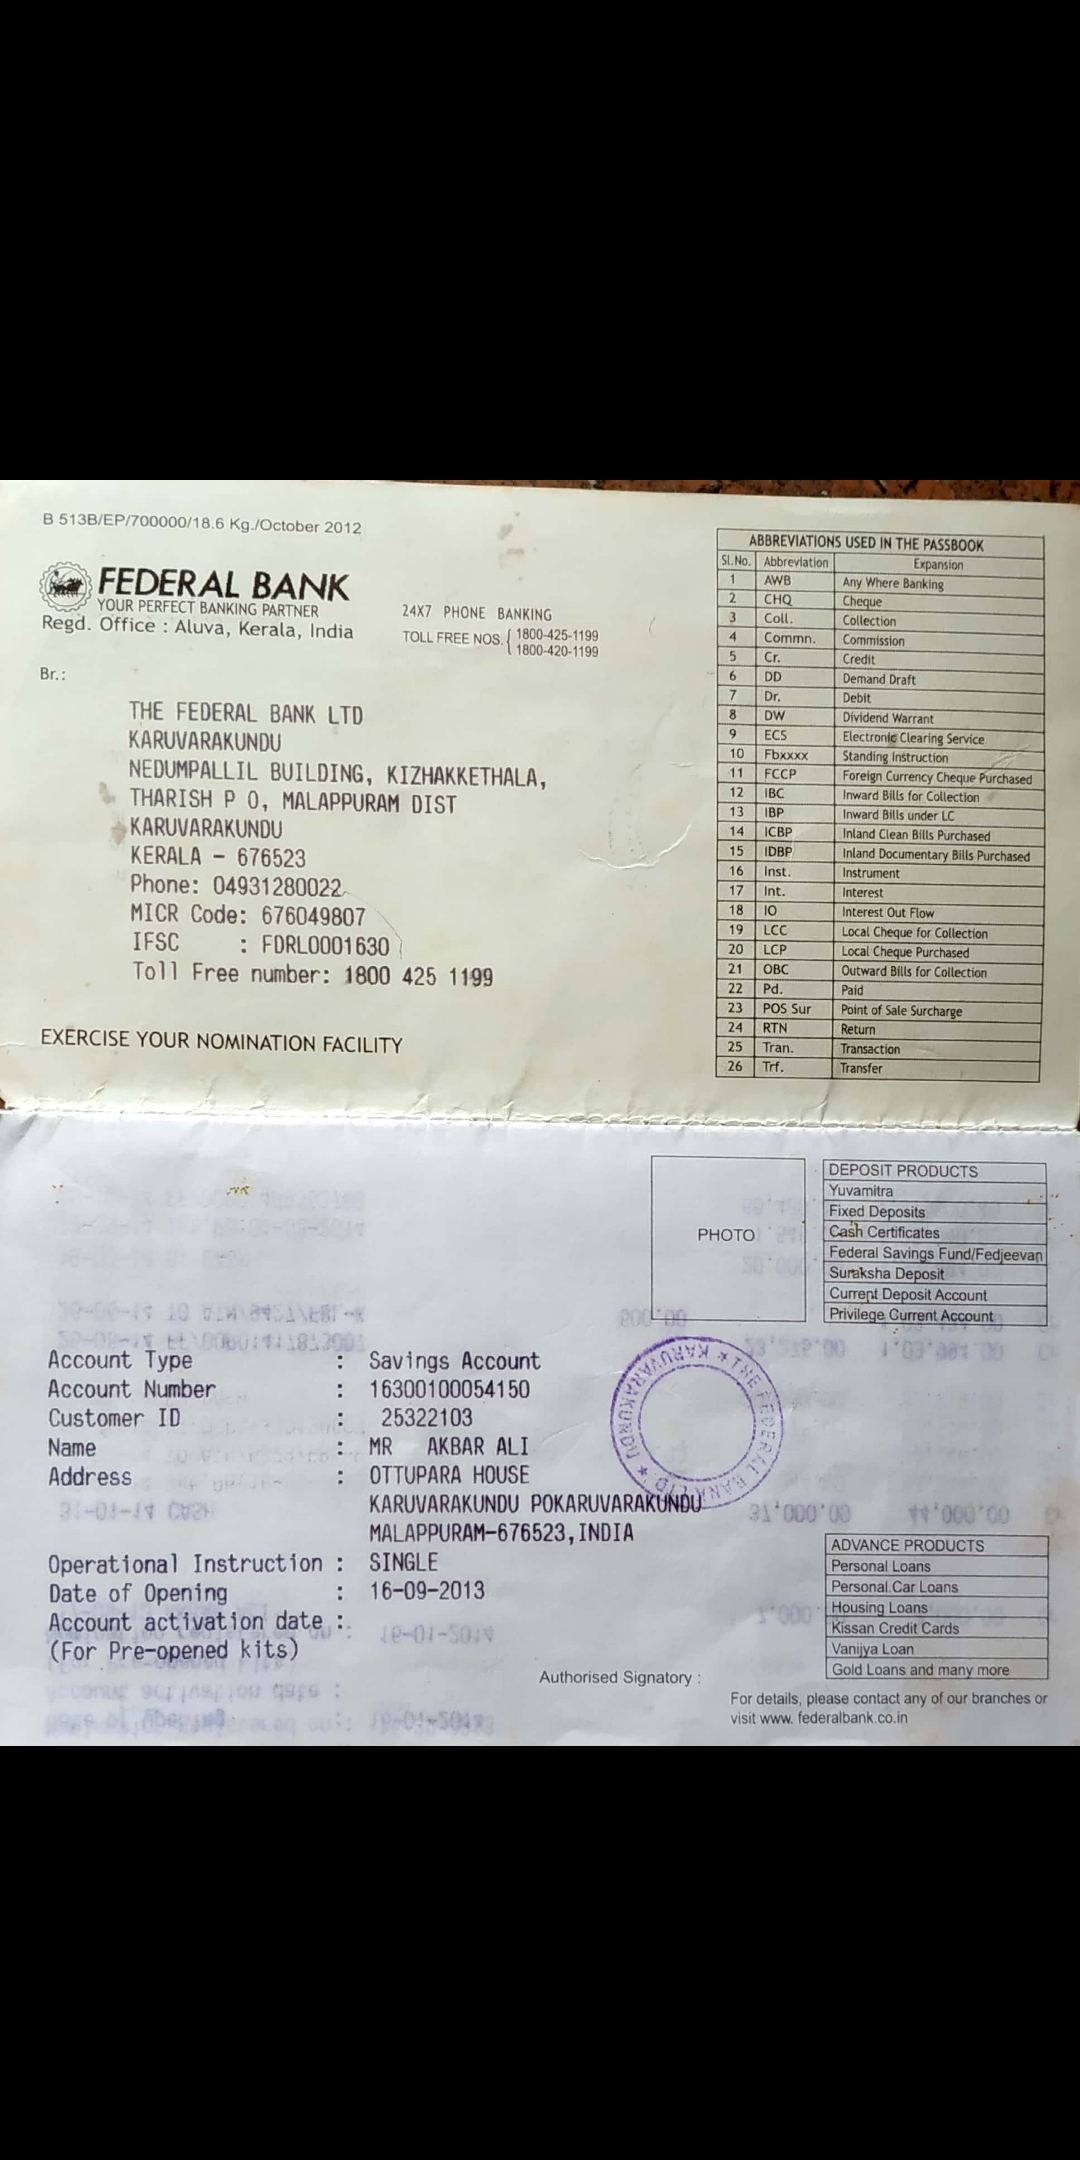 B 513B/EP/700000/18.6 Kg./October 2012
FEDERAL BANK
YOUR PERFECT BANKING PARTNER
Regd. Office : Aluva, Kerala, India
24X7 PHONE BANKING
TOLL FREE NOS. { 1800-425-1199
1800-420-1199
Br.:
THE FEDERAL BANK LTD
KARUVARAKUNDU
NEDUMPALLIL BUILDING, KIZHAKKETHALA,
THARISH P O, MALAPPURAM DIST
KARUVARAKUNDU
KERALA - 676523
Phone: 04931280022
MICR Code: 676049807
IFSC : FDRL0001630
Toll Free number: 1800 425 1199
EXERCISE YOUR NOMINATION FACILITY
ABBREVIATIONS USED IN THE PASSBOOK
Sl.No. Abbreviation Expansion
1 AWB Any Where Banking
2 CHQ Cheque
3 Coll. Collection
4 Commn. Commission
5 Cr. Credit
6 DD Demand Draft
7 Dr. Debit
8 DW Dividend Warrant
9 ECS Electronic Clearing Service
10 Fbxxxx Standing Instruction
11 FCCP Foreign Currency Cheque Purchased
12 IBC Inward Bills for Collection
13 IBP Inward Bills under LC
14 ICBP Inland Clean Bills Purchased
15 IDBP Inland Documentary Bills Purchased
16 Inst. Instrument
17 Int. Interest
18 IO Interest Out Flow
19 LCC Local Cheque for Collection
20 LCP Local Cheque Purchased
21 OBC Outward Bills for Collection
22 Pd. Paid
23 POS Sur Point of Sale Surcharge
24 RTN Return
25 Tran. Transaction
26 Trf. Transfer
PHOTO
DEPOSIT PRODUCTS
Yuvamitra
Fixed Deposits
Cash Certificates
Federal Savings Fund/Fedjeevan
Suraksha Deposit
Current Deposit Account
Privilege Current Account
Account Type : Savings Account
Account Number : 16300100054150
Customer ID : 25322103
Name : MR AKBAR ALI
Address : OTTUPARA HOUSE
KARUVARAKUNDU POKARUVARAKUNDU
MALAPPURAM-676523,INDIA
Operational Instruction : SINGLE
Date of Opening : 16-09-2013
Account activation date :
(For Pre-opened kits)
THE FEDERAL BANK LTD. ★ KARUVARAKUNDU ★
ADVANCE PRODUCTS
Personal Loans
Personal Car Loans
Housing Loans
Kissan Credit Cards
Vanijya Loan
Gold Loans and many more
Authorised Signatory :
For details, please contact any of our branches or
visit www. federalbank.co.in